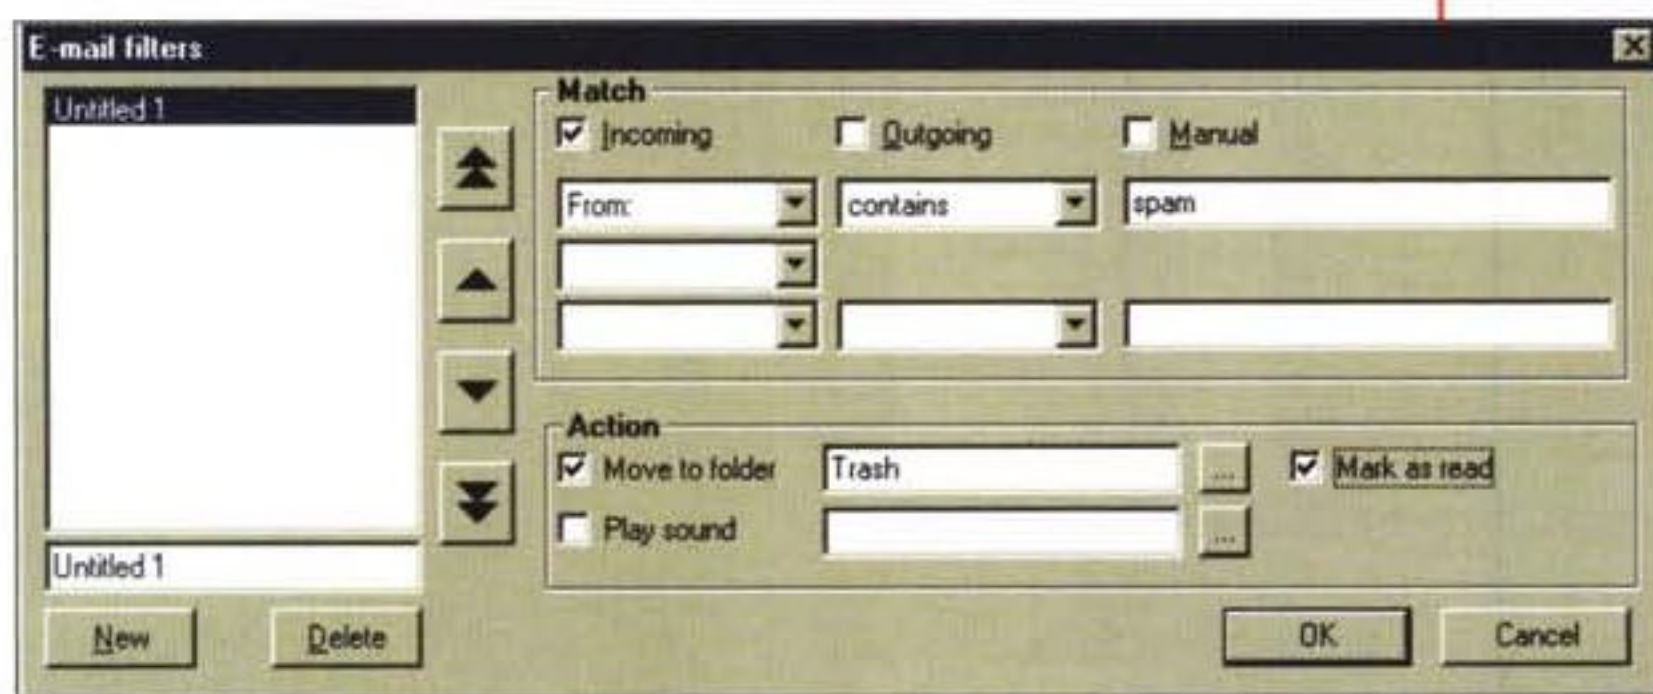 E-mail filters
Untitled 1
Untitled 1
New Delete
Match
Incoming Outgoing Manual
From: contains spam
Action
Move to folder Trash ... Mark as read
Play sound ...
OK Cancel